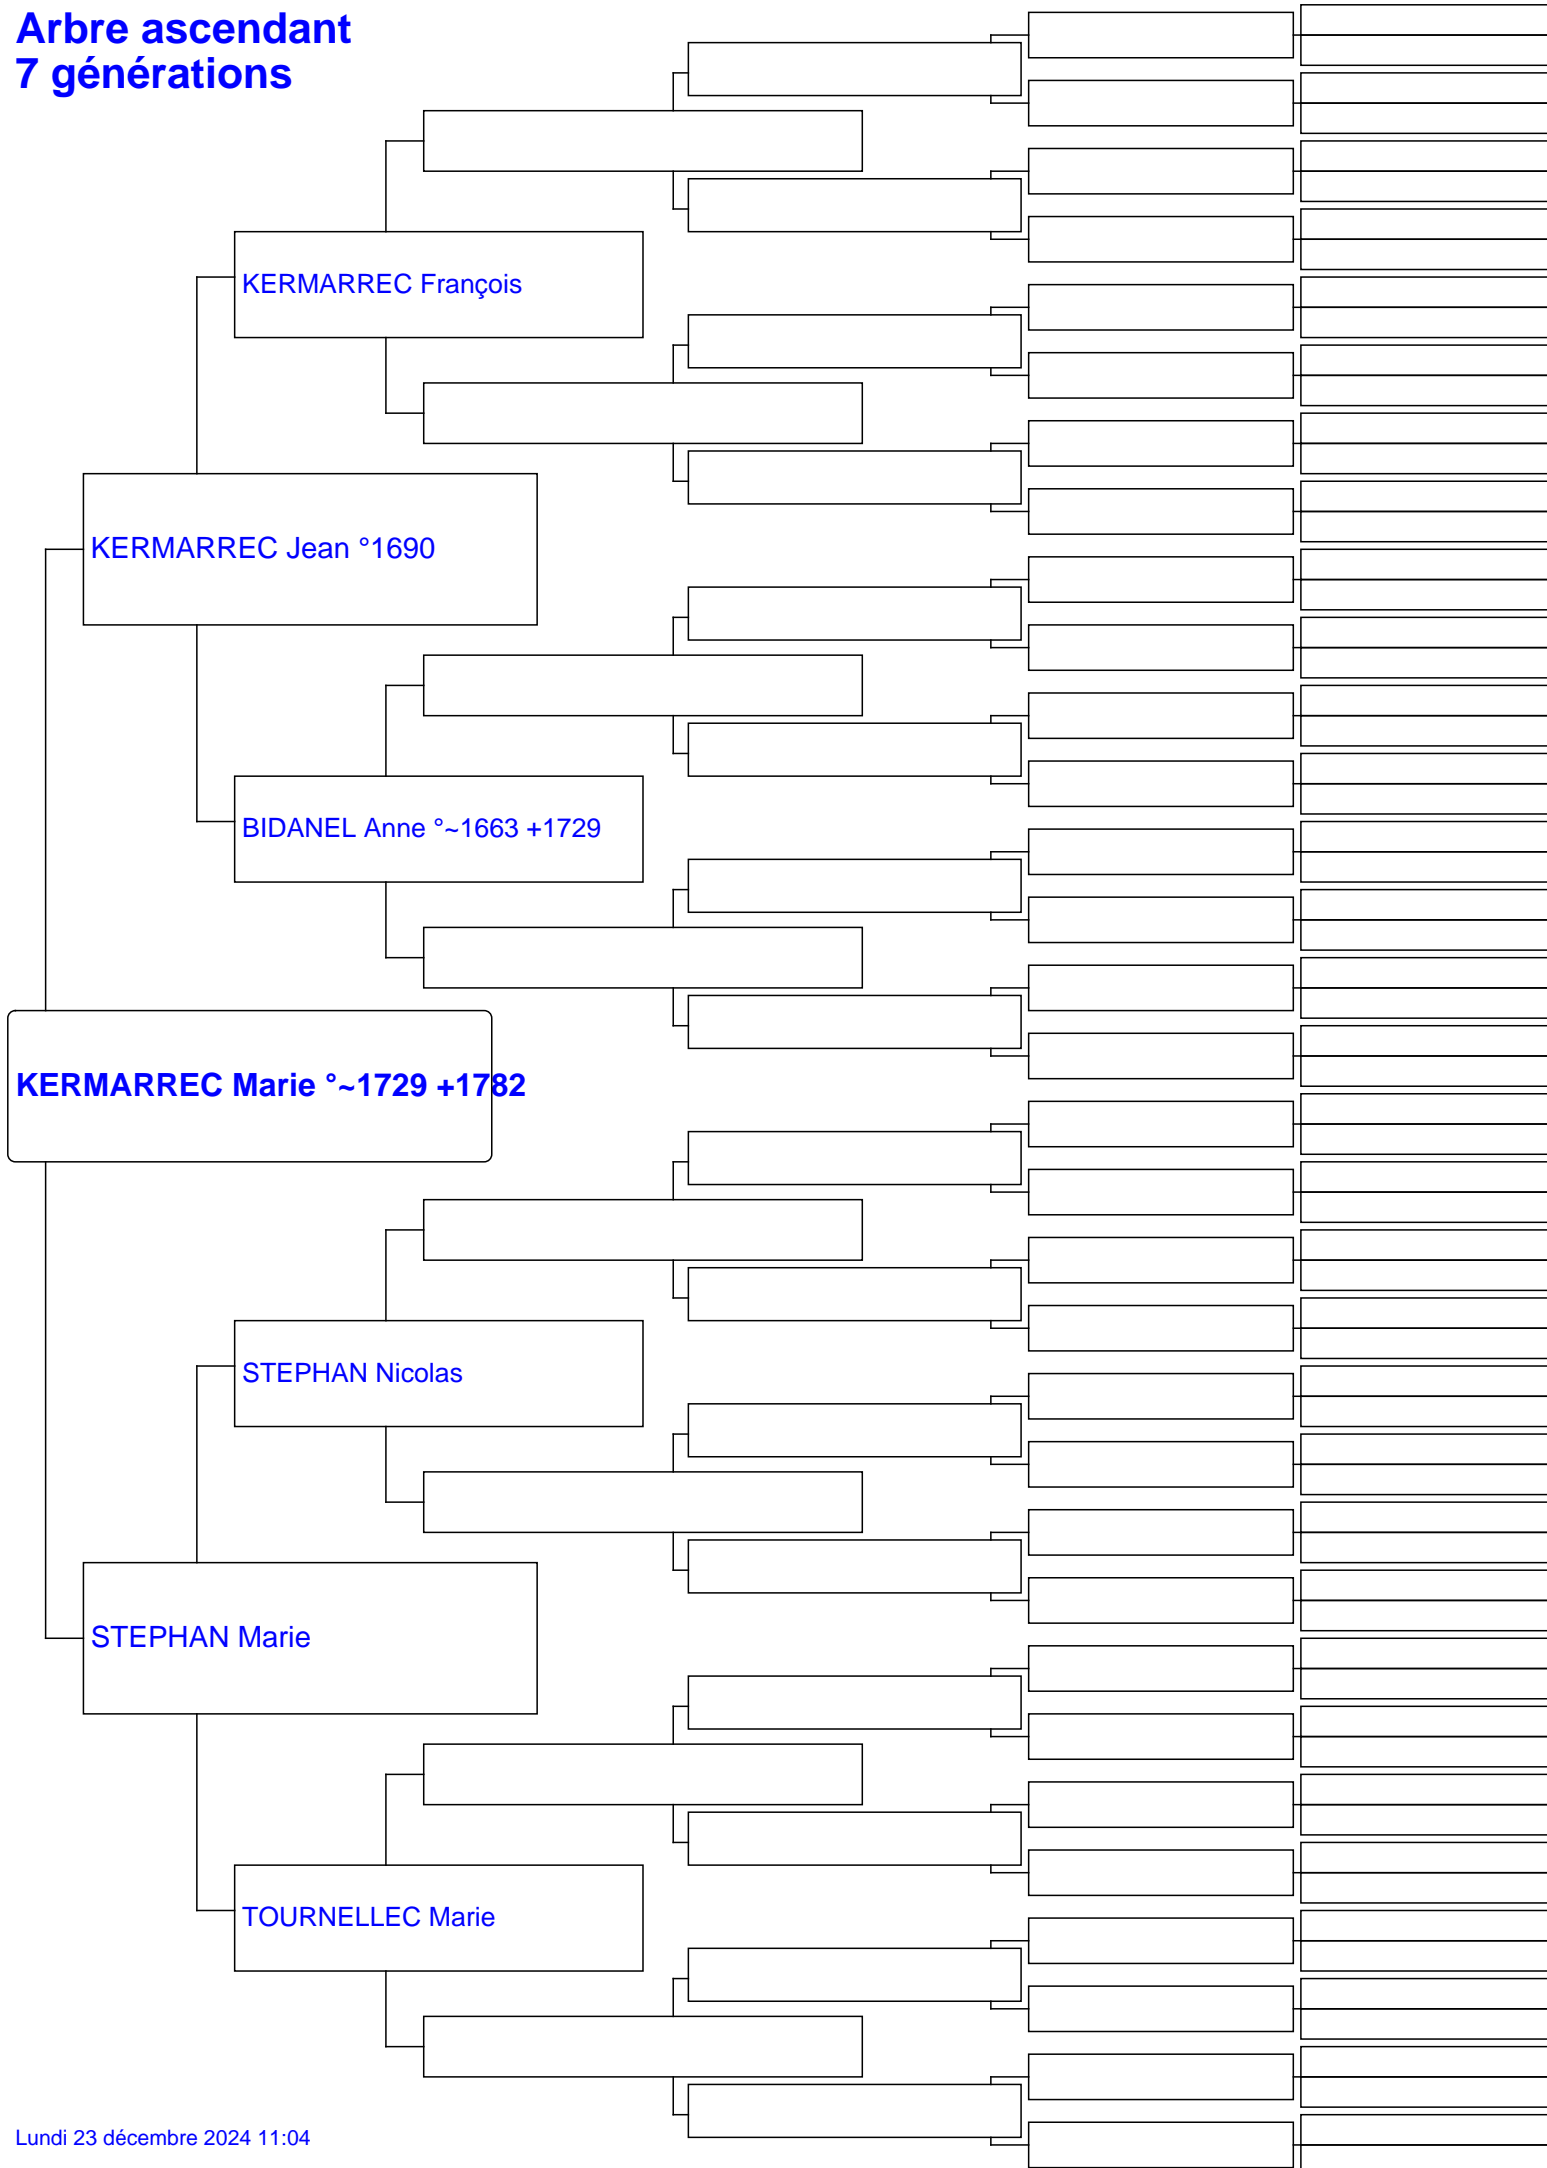 Arbre ascendant
7 générations
KERMARREC François
KERMARREC Jean °1690
BIDANEL Anne °~1663 +1729
KERMARREC Marie °~1729 +1782
STEPHAN Nicolas
STEPHAN Marie
TOURNELLEC Marie
Lundi 23 décembre 2024 11:04